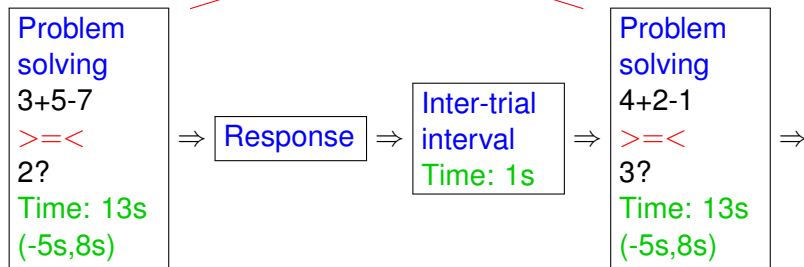 Problem
solving
3+5-7
>=<
2?
Time: 13s
(-5s,8s)
⇒
Response
⇒
Inter-trial
interval
Time: 1s
⇒
Problem
solving
4+2-1
>=<
3?
Time: 13s
(-5s,8s)
⇒